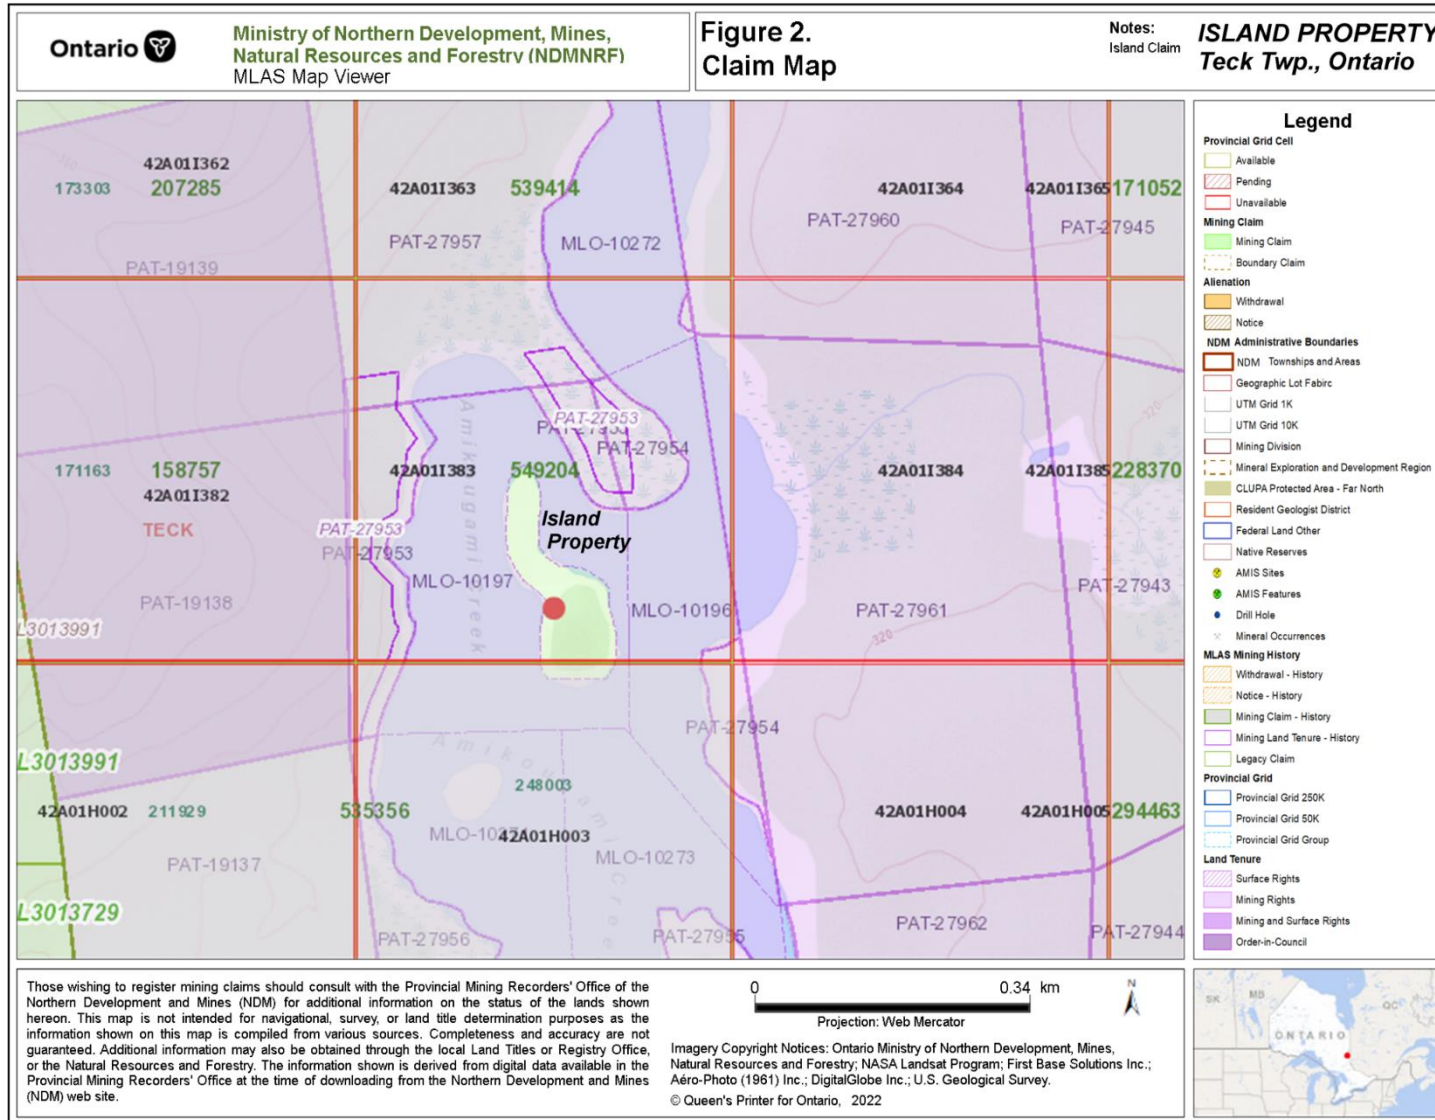 Ontario
Ministry of Northern Development, Mines,
Natural Resources and Forestry (NDMNRF)
MLAS Map Viewer
Figure 2.
Claim Map
Notes:
Island Claim
ISLAND PROPERTY
Teck Twp., Ontario
42A01I362
173303 207285
42A01I363 539414
42A01I364
42A01I365 171052
PAT-27960
PAT-27945
PAT-27957
MLO-10272
PAT-19139
360
PAT-27953
PAT-27953
PAT-27954
320
171163 158757
42A01I382
42A01I383 549204
42A01I384
42A01I385 228370
TECK
PAT-27953
PAT-27953
Island
Property
Amikougami Creek
MLO-10197
MLO-10196
PAT-27961
PAT-27943
PAT-19138
L3013991
320
PAT-27954
L3013991
Amikougami Creek
248003
42A01H002 211929 535356
42A01H003
42A01H004
42A01H005 294463
MLO-10273
PAT-19137
L3013729
PAT-27956
PAT-27955
PAT-27962
PAT-27944
Legend
Provincial Grid Cell
Available
Pending
Unavailable
Mining Claim
Mining Claim
Boundary Claim
Alienation
Withdrawal
Notice
NDM Administrative Boundaries
NDM Townships and Areas
Geographic Lot Fabirc
UTM Grid 1K
UTM Grid 10K
Mining Division
Mineral Exploration and Development Region
CLUPA Protected Area - Far North
Resident Geologist District
Federal Land Other
Native Reserves
AMIS Sites
AMIS Features
Drill Hole
Mineral Occurrences
MLAS Mining History
Withdrawal - History
Notice - History
Mining Claim - History
Mining Land Tenure - History
Legacy Claim
Provincial Grid
Provincial Grid 250K
Provincial Grid 50K
Provincial Grid Group
Land Tenure
Surface Rights
Mining Rights
Mining and Surface Rights
Order-in-Council
Those wishing to register mining claims should consult with the Provincial Mining Recorders' Office of the
Northern Development and Mines (NDM) for additional information on the status of the lands shown
hereon. This map is not intended for navigational, survey, or land title determination purposes as the
information shown on this map is compiled from various sources. Completeness and accuracy are not
guaranteed. Additional information may also be obtained through the local Land Titles or Registry Office,
or the Natural Resources and Forestry. The information shown is derived from digital data available in the
Provincial Mining Recorders' Office at the time of downloading from the Northern Development and Mines
(NDM) web site.
0 0.34 km
Projection: Web Mercator
N
Imagery Copyright Notices: Ontario Ministry of Northern Development, Mines,
Natural Resources and Forestry; NASA Landsat Program; First Base Solutions Inc.;
Aéro-Photo (1961) Inc.; DigitalGlobe Inc.; U.S. Geological Survey.
© Queen's Printer for Ontario, 2022
SK MB QC
ONTARIO